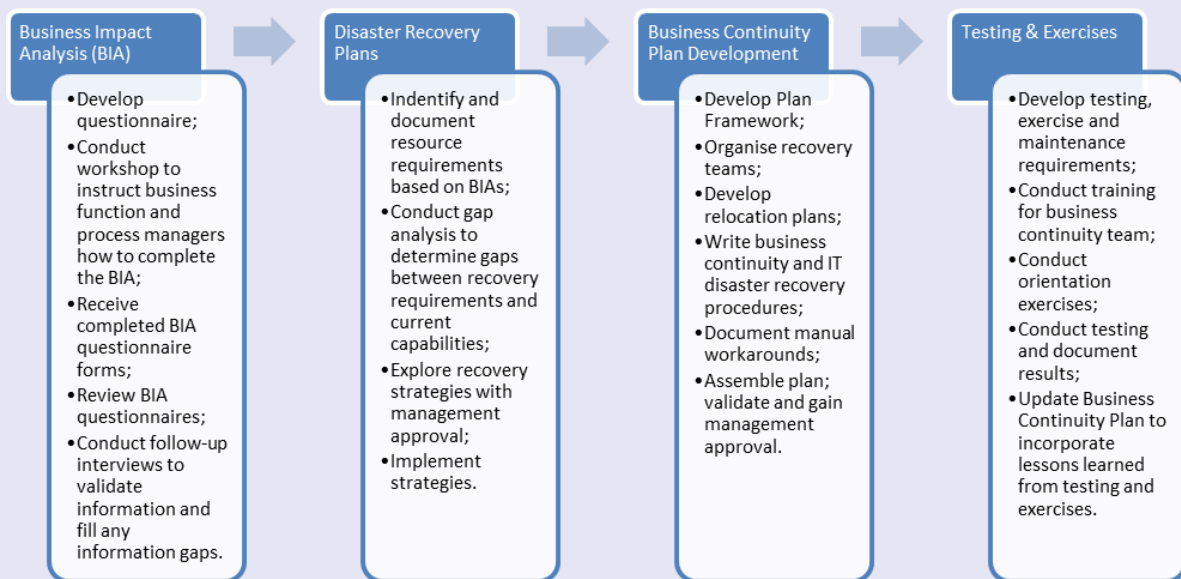 Business Impact
Analysis (BIA)
•Develop
questionnaire;
•Conduct
workshop to
instruct business
function and
process managers
how to complete
the BIA;
•Receive
completed BIA
questionnaire
forms;
•Review BIA
questionnaires;
•Conduct follow-up
interviews to
validate
information and
fill any
information gaps.
Disaster Recovery
Plans
•Indentify and
document
resource
requirements
based on BIAs;
•Conduct gap
analysis to
determine gaps
between recovery
requirements and
current
capabilities;
•Explore recovery
strategies with
management
approval;
•Implement
strategies.
Business Continuity
Plan Development
•Develop Plan
Framework;
•Organise recovery
teams;
•Develop
relocation plans;
•Write business
continuity and IT
disaster recovery
procedures;
•Document manual
workarounds;
•Assemble plan;
validate and gain
management
approval.
Testing & Exercises
•Develop testing,
exercise and
maintenance
requirements;
•Conduct training
for business
continuity team;
•Conduct
orientation
exercises;
•Conduct testing
and document
results;
•Update Business
Continuity Plan to
incorporate
lessons learned
from testing and
exercises.